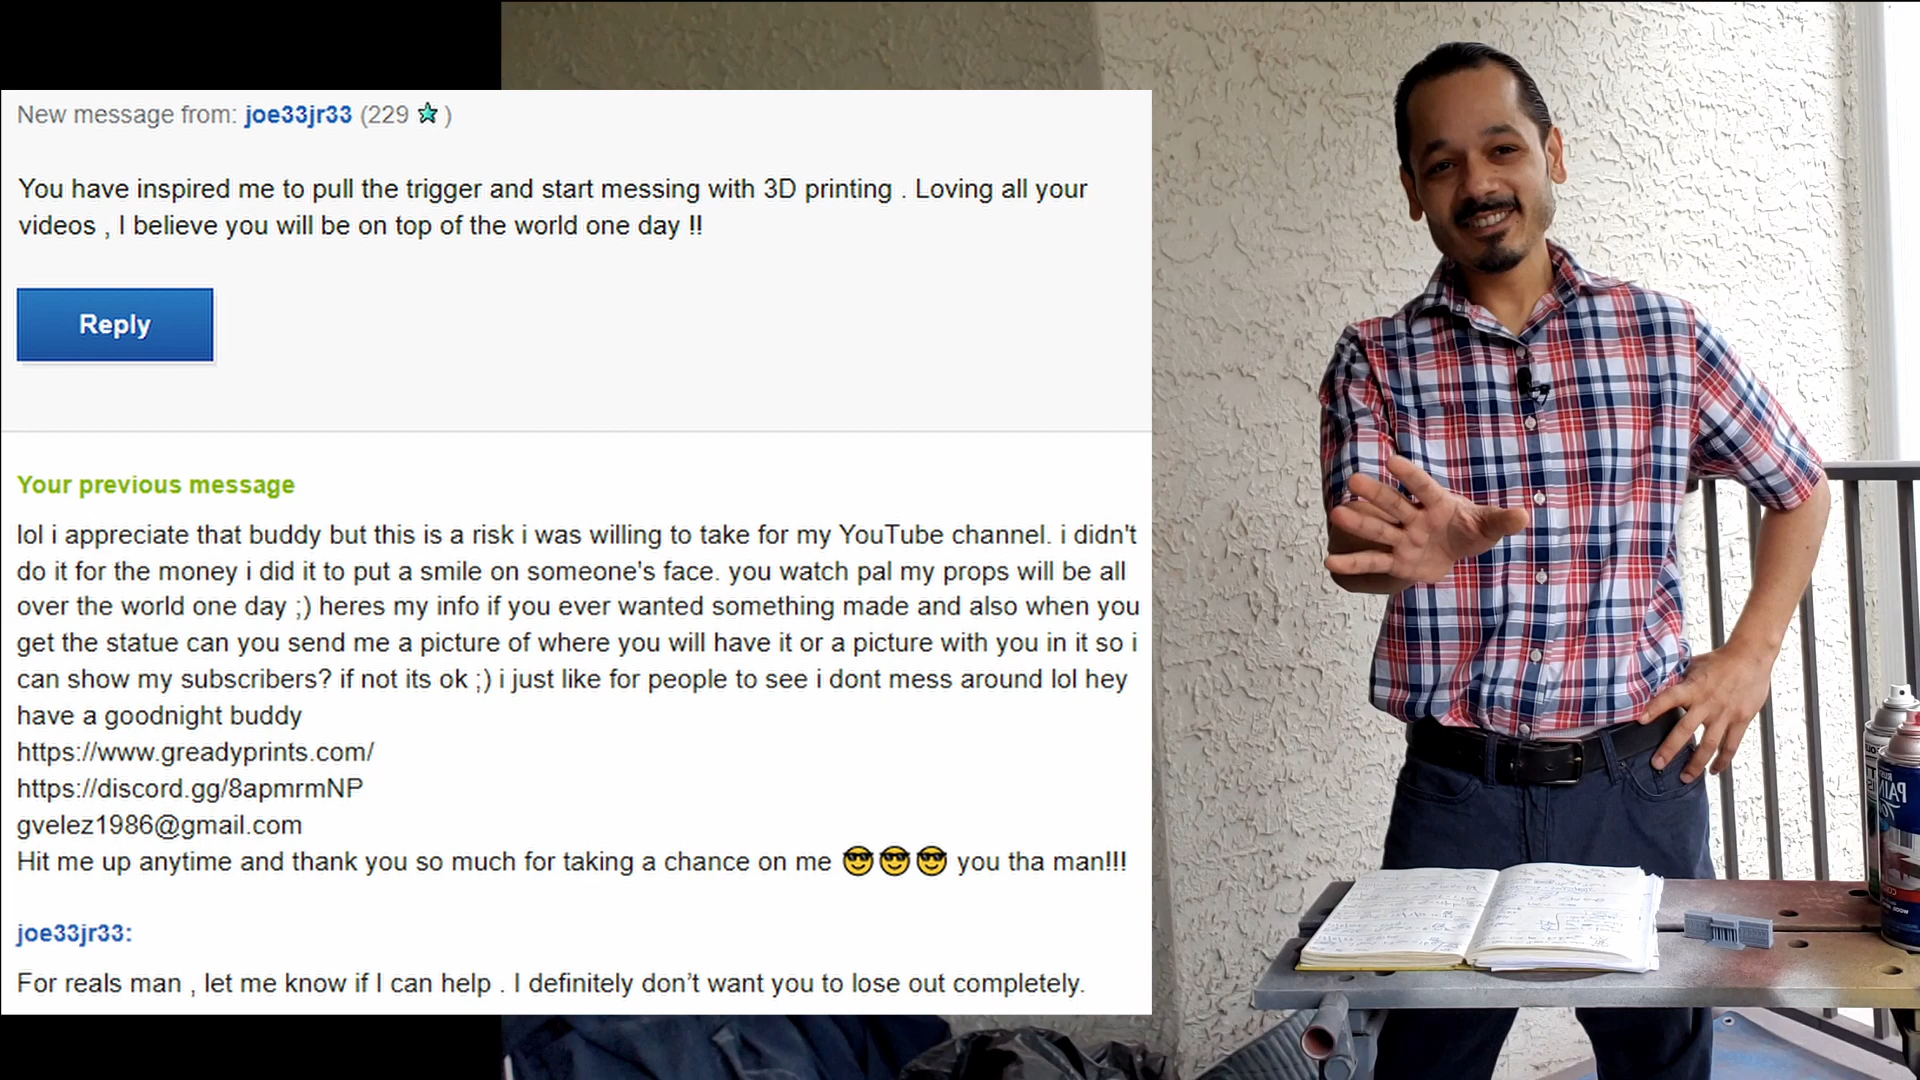 New message from: joe33jr33 (229 ★ )
You have inspired me to pull the trigger and start messing with 3D printing . Loving all your
videos , I believe you will be on top of the world one day !!
Reply
Your previous message
lol i appreciate that buddy but this is a risk i was willing to take for my YouTube channel. i didn't
do it for the money i did it to put a smile on someone's face. you watch pal my props will be all
over the world one day ;) heres my info if you ever wanted something made and also when you
get the statue can you send me a picture of where you will have it or a picture with you in it so i
can show my subscribers? if not its ok ;) i just like for people to see i dont mess around lol hey
have a goodnight buddy
https://www.greadyprints.com/
https://discord.gg/8apmrmNP
gvelez1986@gmail.com
Hit me up anytime and thank you so much for taking a chance on me 😎😎😎 you tha man!!!
joe33jr33:
For reals man , let me know if I can help . I definitely don’t want you to lose out completely.